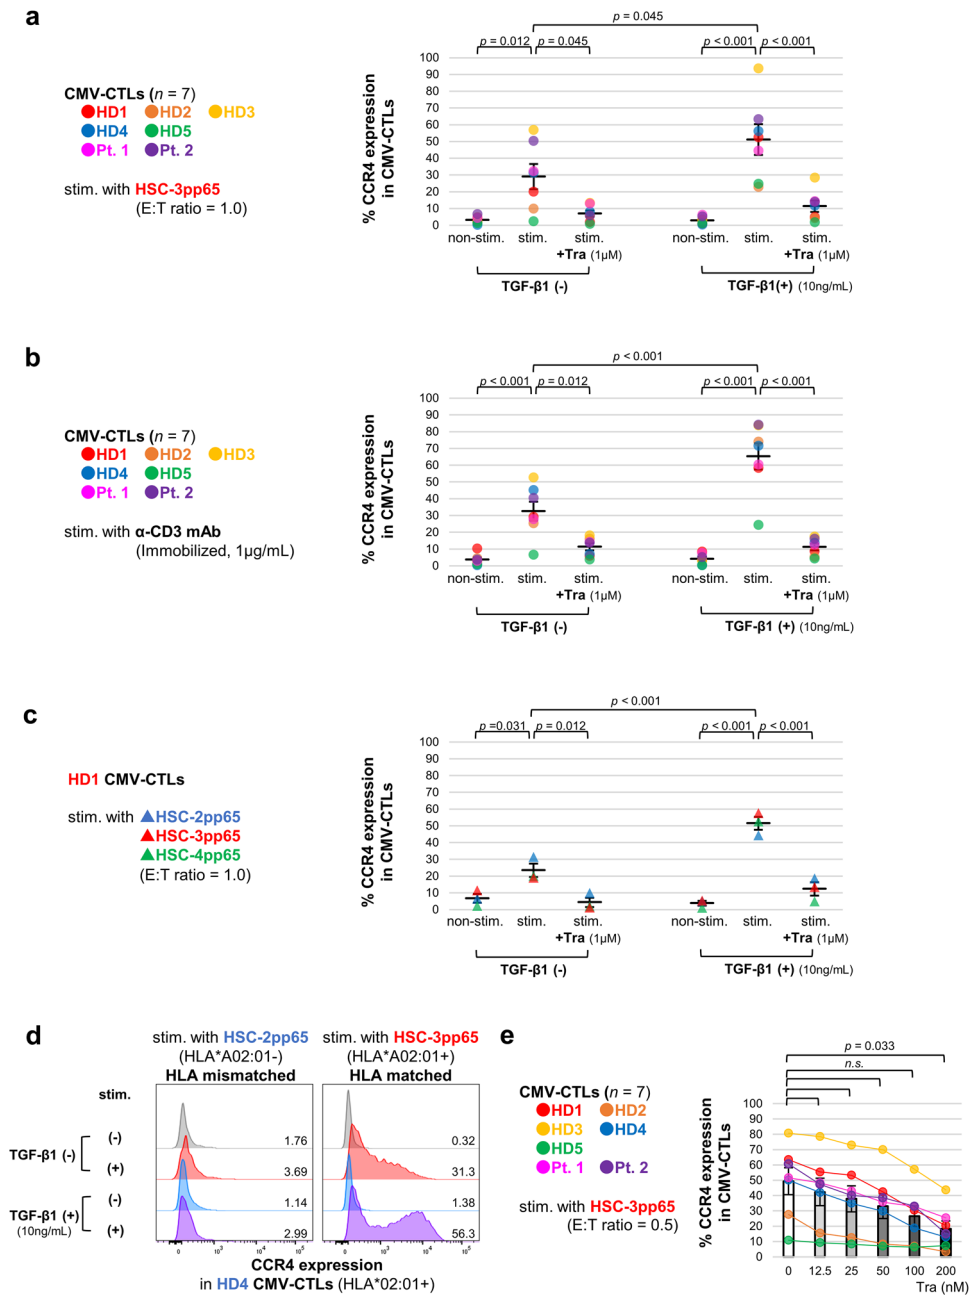 a
p = 0.045
p = 0.012 p = 0.045 p < 0.001 p < 0.001
CMV-CTLs (n = 7)
HD1 HD2 HD3
HD4 HD5
Pt. 1 Pt. 2
stim. with HSC-3pp65
(E:T ratio = 1.0)
% CCR4 expression
in CMV-CTLs
100
90
80
70
60
50
40
30
20
10
0
non-stim. stim. stim. non-stim. stim. stim.
+Tra (1μM) +Tra (1μM)
TGF-β1 (-) TGF-β1(+) (10ng/mL)
b
p < 0.001
p < 0.001 p = 0.012 p < 0.001 p < 0.001
CMV-CTLs (n = 7)
HD1 HD2 HD3
HD4 HD5
Pt. 1 Pt. 2
stim. with α-CD3 mAb
(Immobilized, 1μg/mL)
% CCR4 expression
in CMV-CTLs
100
90
80
70
60
50
40
30
20
10
0
non-stim. stim. stim. non-stim. stim. stim.
+Tra (1μM) +Tra (1μM)
TGF-β1 (-) TGF-β1 (+) (10ng/mL)
c
p < 0.001
p =0.031 p = 0.012 p < 0.001 p < 0.001
HD1 CMV-CTLs
stim. with HSC-2pp65
HSC-3pp65
HSC-4pp65
(E:T ratio = 1.0)
% CCR4 expression
in CMV-CTLs
100
90
80
70
60
50
40
30
20
10
0
non-stim. stim. stim. non-stim. stim. stim.
+Tra (1μM) +Tra (1μM)
TGF-β1 (-) TGF-β1 (+) (10ng/mL)
d
stim. with HSC-2pp65 stim. with HSC-3pp65
(HLA*A02:01-) (HLA*A02:01+)
HLA mismatched HLA matched
stim.
TGF-β1 (-) (-) 1.76 0.32
(+) 3.69 31.3
TGF-β1 (+) (-) 1.14 1.38
(10ng/mL) (+) 2.99 56.3
0 10³ 10⁴ 10⁵ 0 10³ 10⁴ 10⁵
CCR4 expression
in HD4 CMV-CTLs (HLA*02:01+)
e
p = 0.033
n.s.
CMV-CTLs (n = 7)
HD1 HD2
HD3 HD4
HD5
Pt. 1 Pt. 2
stim. with HSC-3pp65
(E:T ratio = 0.5)
% CCR4 expression
in CMV-CTLs
100
90
80
70
60
50
40
30
20
10
0
0 12.5 25 50 100 200
Tra (nM)